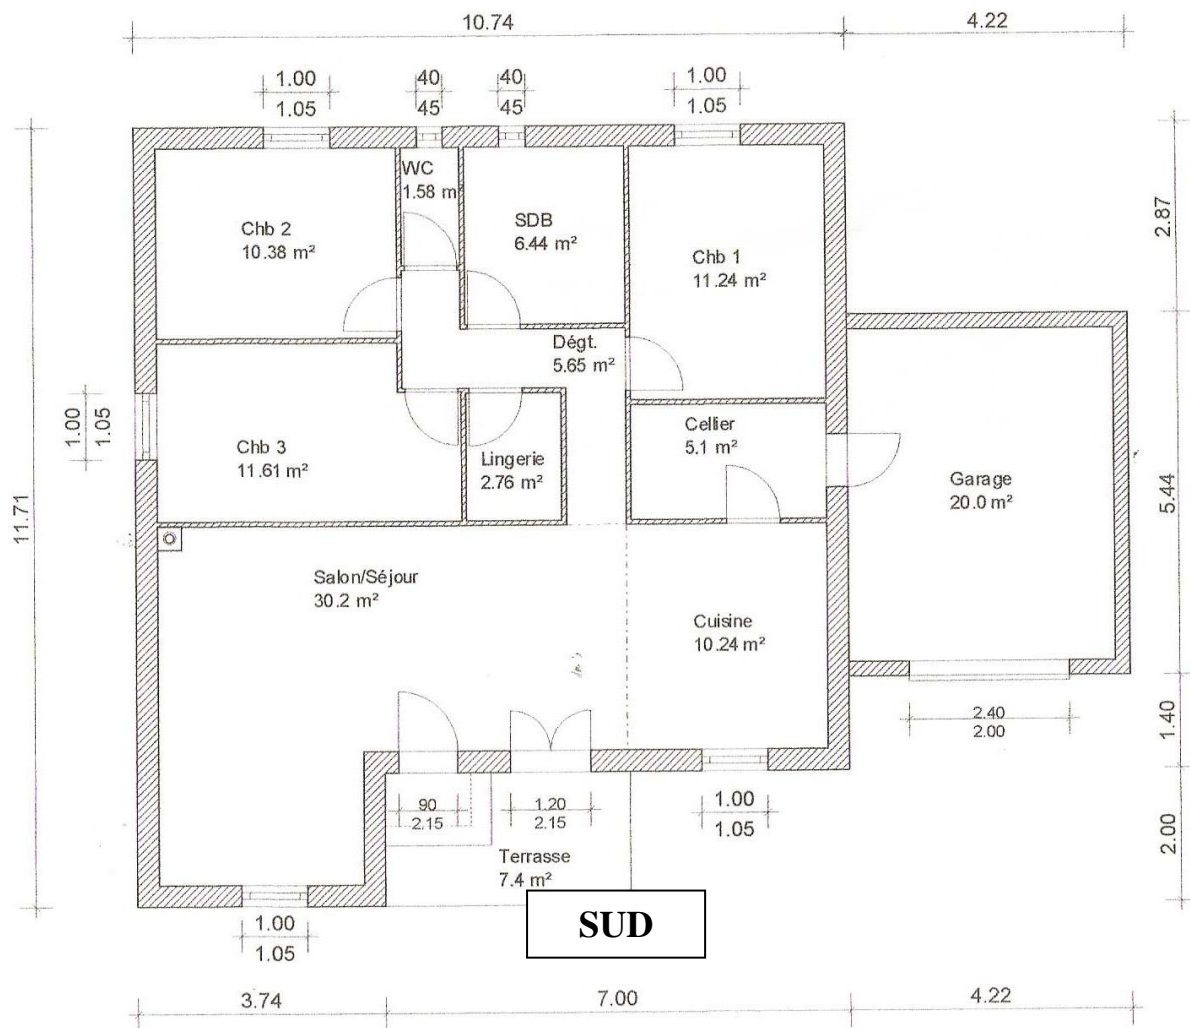 10.74
4.22
1.00
1.05
40
45
40
45
1.00
1.05
WC
1.58 m
Chb 2
10.38 m²
SDB
6.44 m²
Chb 1
11.24 m²
2.87
Dégt.
5.65 m²
1.00
1.05
Chb 3
11.61 m²
Lingerie
2.76 m²
Cellier
5.1 m²
Garage
20.0 m²
5.44
11.71
Salon/Séjour
30.2 m²
Cuisine
10.24 m²
2.40
2.00
1.40
90
2.15
1.20
2.15
1.00
1.05
Terrasse
7.4 m²
2.00
SUD
1.00
1.05
3.74
7.00
4.22